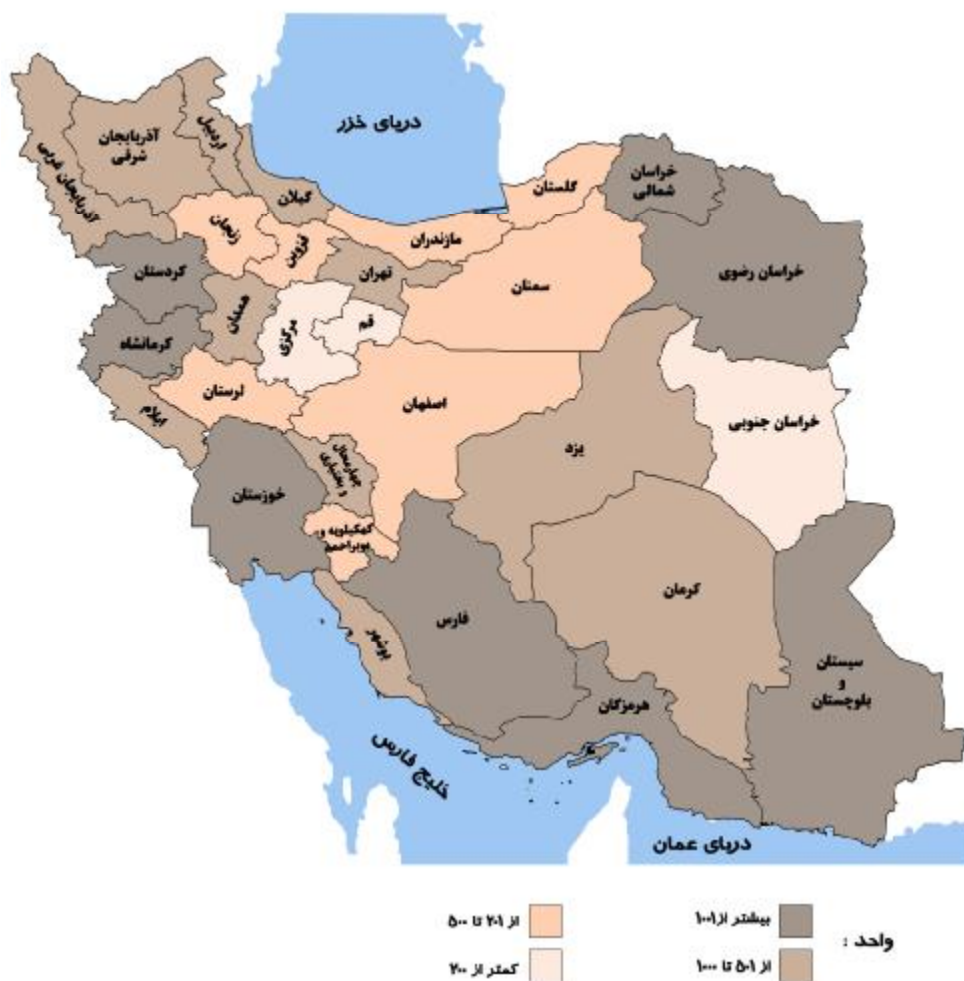 دریای خزر
آذربایجان
شرقی
اردبیل
آذربایجان غربی
گیلان
گلستان
خراسان
شمالی
زنجان
قزوین
مازندران
خراسان رضوی
کردستان
تهران
سمنان
همدان
مرکزی
قم
کرمانشاه
لرستان
اصفهان
ایلام
خراسان جنوبی
یزد
چهارمحال
و بختیاری
خوزستان
کهکیلویه و
بویراحمد
کرمان
فارس
بوشهر
سیستان
و
بلوچستان
هرمزگان
خلیج فارس
دریای عمان
واحد :
بیشتر از ۱۰۰۱
از ۵۰۱ تا ۱۰۰۰
از ۲۰۱ تا ۵۰۰
کمتر از ۲۰۰